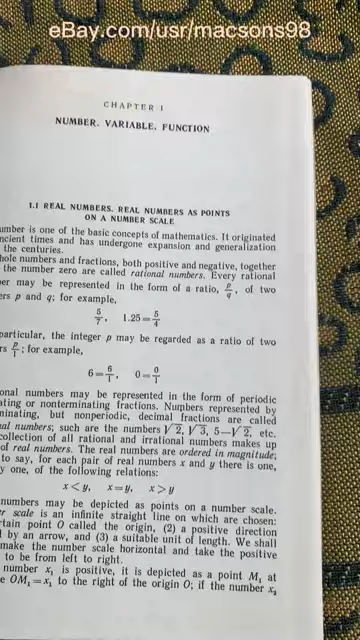 eBay.com/usr/macsons98
CHAPTER I
NUMBER. VARIABLE. FUNCTION
1.1 REAL NUMBERS. REAL NUMBERS AS POINTS
ON A NUMBER SCALE
umber is one of the basic concepts of mathematics. It originated
ncient times and has undergone expansion and generalization
the centuries.
hole numbers and fractions, both positive and negative, together
the number zero are called rational numbers. Every rational
er may be represented in the form of a ratio, p/q, of two
ers p and q; for example,
5/7, 1.25=5/4
particular, the integer p may be regarded as a ratio of two
rs p/1; for example,
6=6/1, 0=0/1
onal numbers may be represented in the form of periodic
ating or nonterminating fractions. Numbers represented by
minating, but nonperiodic, decimal fractions are called
nal numbers; such are the numbers √2, √3, 5—√2, etc.
collection of all rational and irrational numbers makes up
of real numbers. The real numbers are ordered in magnitude;
to say, for each pair of real numbers x and y there is one,
y one, of the following relations:
x<y, x=y, x>y
numbers may be depicted as points on a number scale.
er scale is an infinite straight line on which are chosen:
rtain point O called the origin, (2) a positive direction
d by an arrow, and (3) a suitable unit of length. We shall
make the number scale horizontal and take the positive
to be from left to right.
number x₁ is positive, it is depicted as a point M₁ at
e OM₁=x₁ to the right of the origin O; if the number x₂